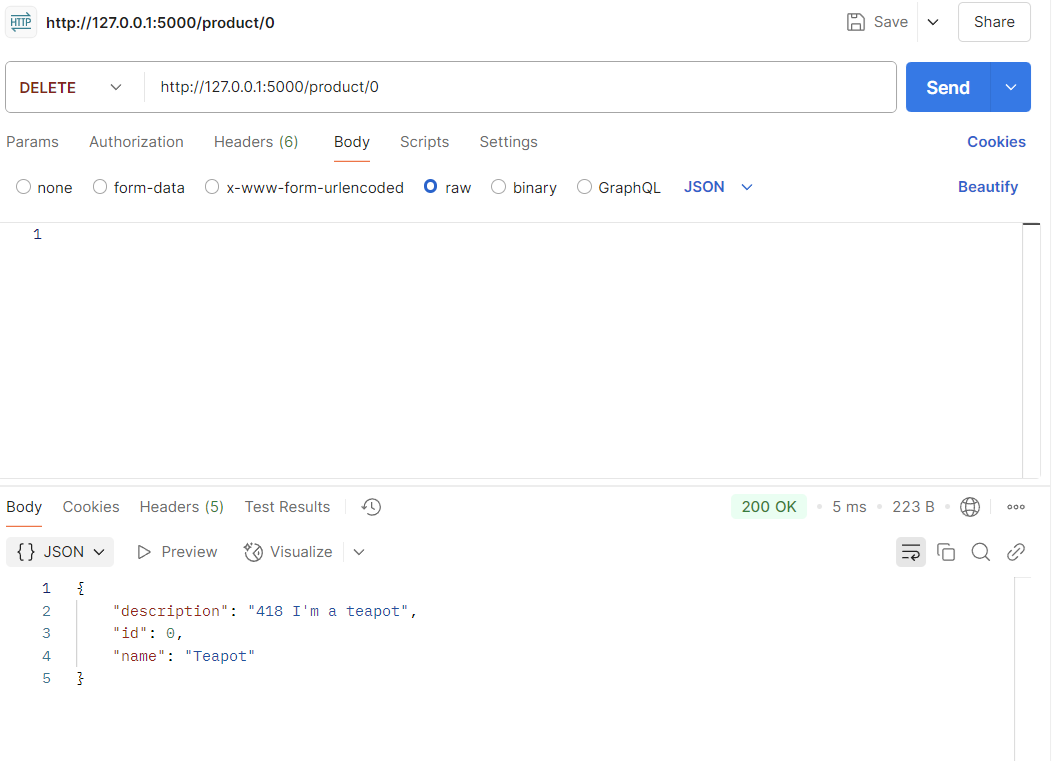 HTTP http://127.0.0.1:5000/product/0 Save Share
DELETE http://127.0.0.1:5000/product/0 Send
Params Authorization Headers (6) Body Scripts Settings Cookies
none form-data x-www-form-urlencoded raw binary GraphQL JSON Beautify
1
Body Cookies Headers (5) Test Results 200 OK • 5 ms • 223 B •
{} JSON Preview Visualize
1 {
2 "description": "418 I'm a teapot",
3 "id": 0,
4 "name": "Teapot"
5 }